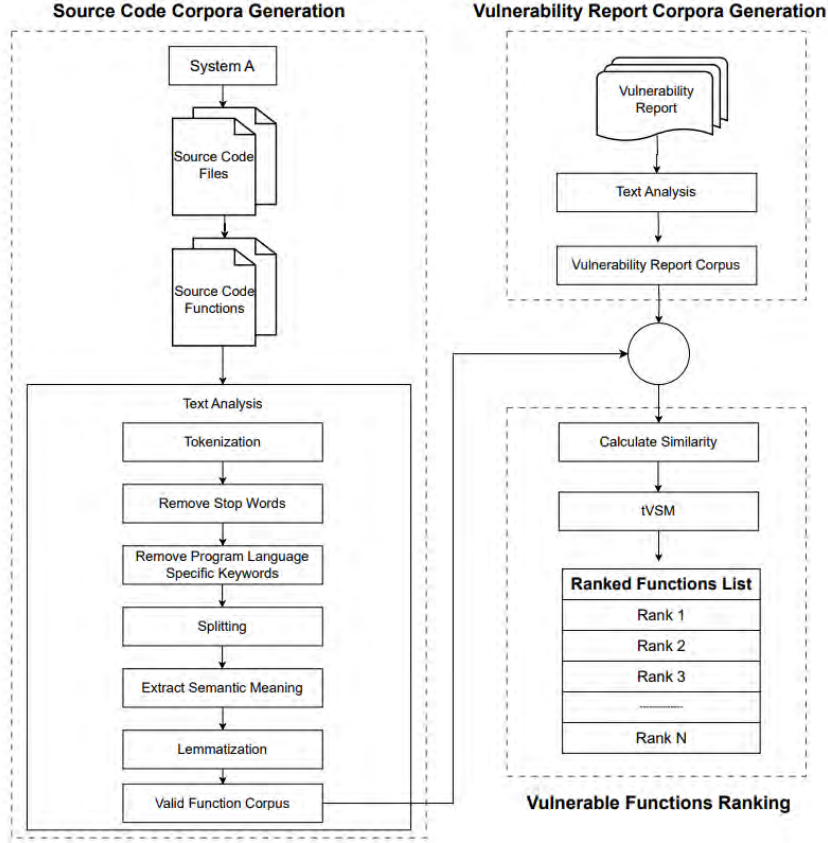 Source Code Corpora Generation
System A
Source Code
Files
Source Code
Functions
Text Analysis
Tokenization
Remove Stop Words
Remove Program Language
Specific Keywords
Splitting
Extract Semantic Meaning
Lemmatization
Valid Function Corpus
Vulnerability Report Corpora Generation
Vulnerability
Report
Text Analysis
Vulnerability Report Corpus
Calculate Similarity
tVSM
Ranked Functions List
Rank 1
Rank 2
Rank 3
Rank N
Vulnerable Functions Ranking